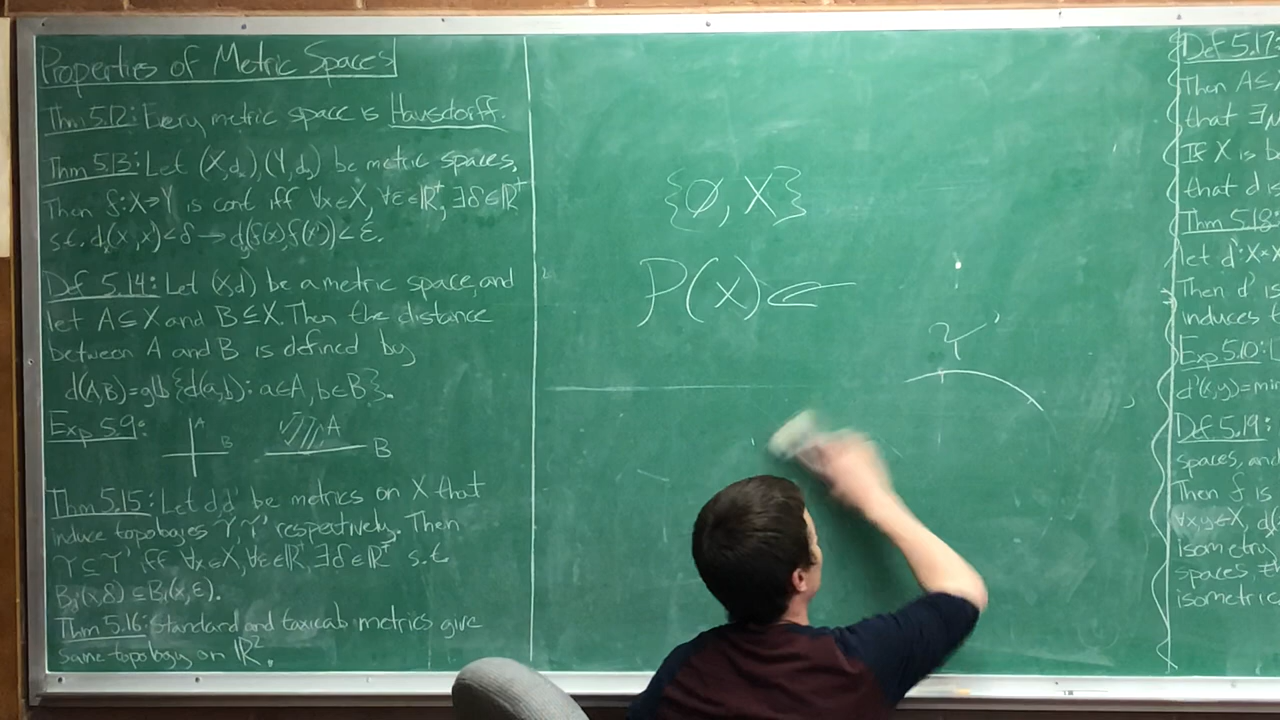 Properties of Metric Spaces
Thm 5.12: Every metric space is Hausdorff.
Thm 5.13: Let (X,dₓ), (Y,dᵧ) be metric spaces.
Then f:X→Y is cont iff ∀x∈X, ∀ε∈ℝ⁺, ∃δ∈ℝ⁺
s.t. dₓ(x,x')<δ → dᵧ(f(x),f(x'))<ε.
Def 5.14: Let (X,d) be a metric space, and
let A⊆X and B⊆X. Then the distance
between A and B is defined by
d(A,B)=glb{d(a,b): a∈A, b∈B}.
Exp 5.9:
A
B
A
B
Thm 5.15: Let d,d' be metrics on X that
induce topologies 𝒯, 𝒯' respectively. Then
𝒯⊆𝒯' iff ∀x∈X, ∀ε∈ℝ⁺, ∃δ∈ℝ⁺ s.t.
B_d'(x,δ)⊆B_d(x,ε).
Thm 5.16: Standard and taxicab metrics give
same topology on ℝ².
{∅,X}
P(X)
𝒯'
Def 5.17:
Then A⊆
that ∃
If X is
that d is
Thm 5.18:
let d':X×X
Then d' is
induces
Exp 5.10:
d'(x,y)=min
Def 5.19:
spaces, and
Then f is
∀x,y∈X, d(
isometry
spaces,
isometric